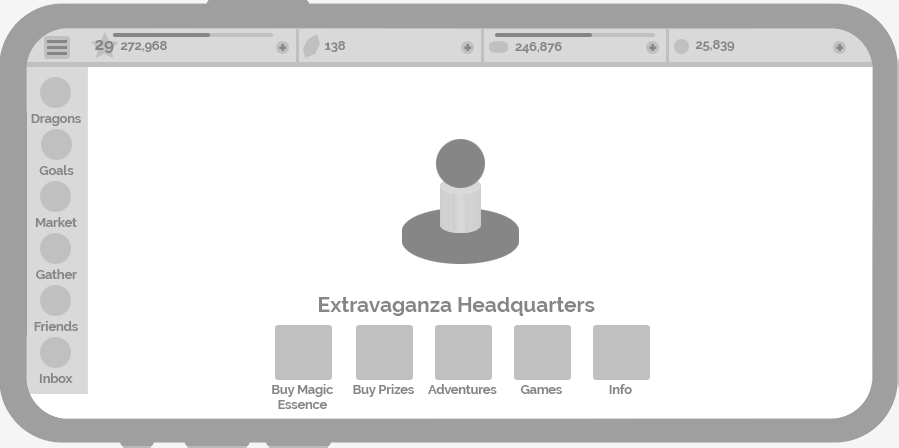 29 272,968 138 246,876 25,839
Dragons
Goals
Market
Gather
Friends
Inbox
Extravaganza Headquarters
Buy Magic Essence
Buy Prizes
Adventures
Games
Info